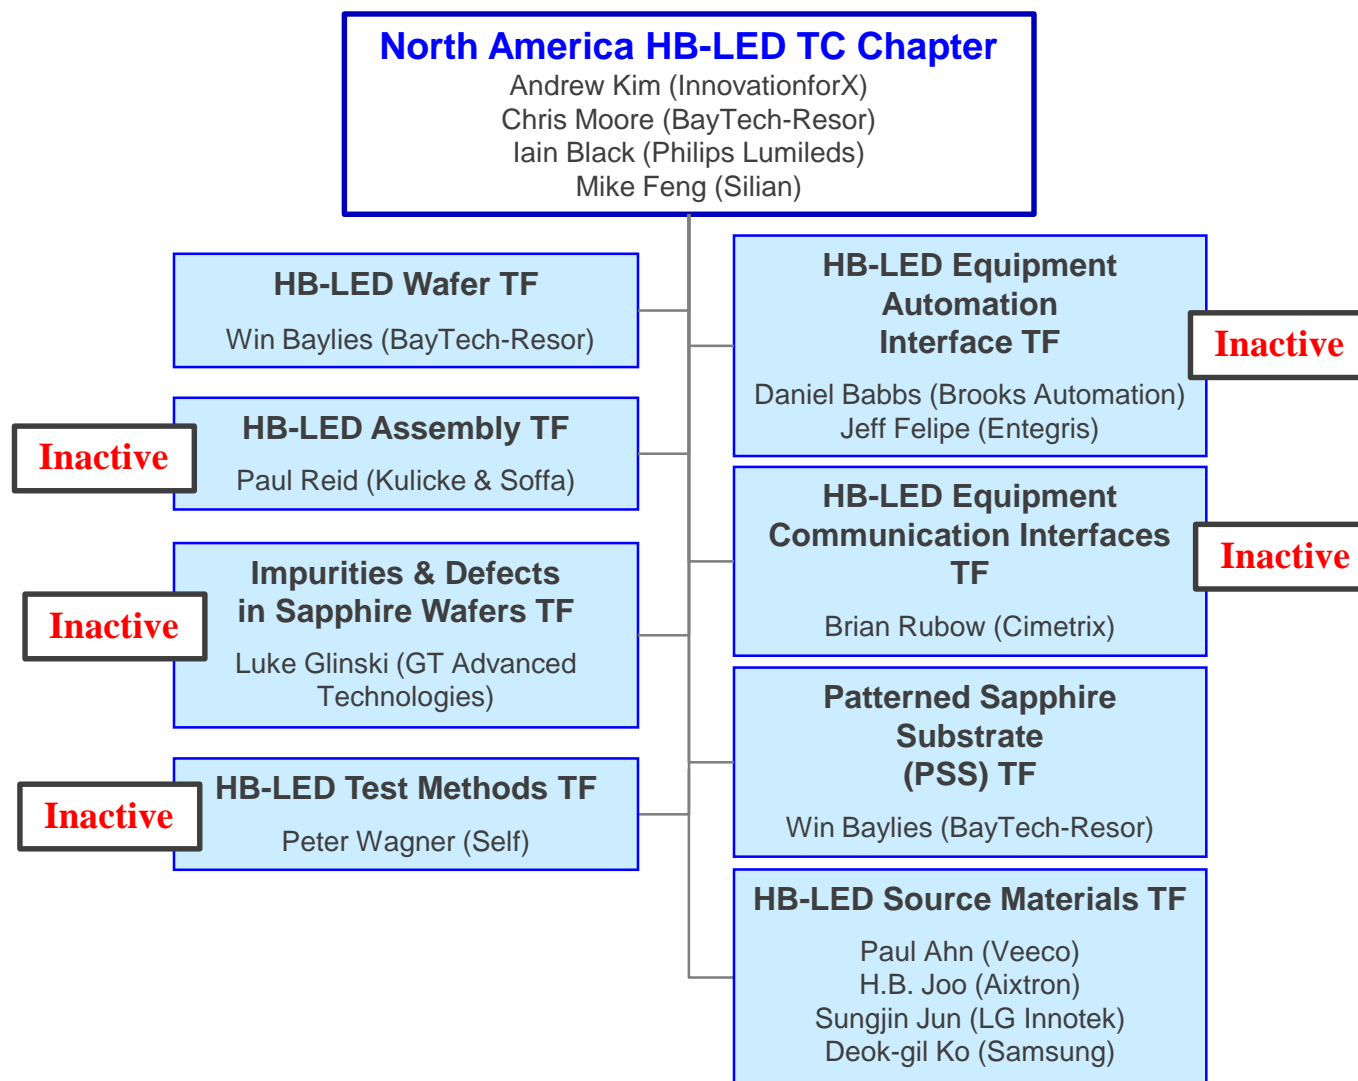 North America HB-LED TC Chapter
Andrew Kim (InnovationforX)
Chris Moore (BayTech-Resor)
Iain Black (Philips Lumileds)
Mike Feng (Silian)
HB-LED Wafer TF
Win Baylies (BayTech-Resor)
Inactive
HB-LED Assembly TF
Paul Reid (Kulicke & Soffa)
Inactive
Impurities & Defects
in Sapphire Wafers TF
Luke Glinski (GT Advanced
Technologies)
Inactive
HB-LED Test Methods TF
Peter Wagner (Self)
HB-LED Equipment
Automation
Interface TF
Daniel Babbs (Brooks Automation)
Jeff Felipe (Entegris)
Inactive
HB-LED Equipment
Communication Interfaces
TF
Brian Rubow (Cimetrix)
Inactive
Patterned Sapphire
Substrate
(PSS) TF
Win Baylies (BayTech-Resor)
HB-LED Source Materials TF
Paul Ahn (Veeco)
H.B. Joo (Aixtron)
Sungjin Jun (LG Innotek)
Deok-gil Ko (Samsung)